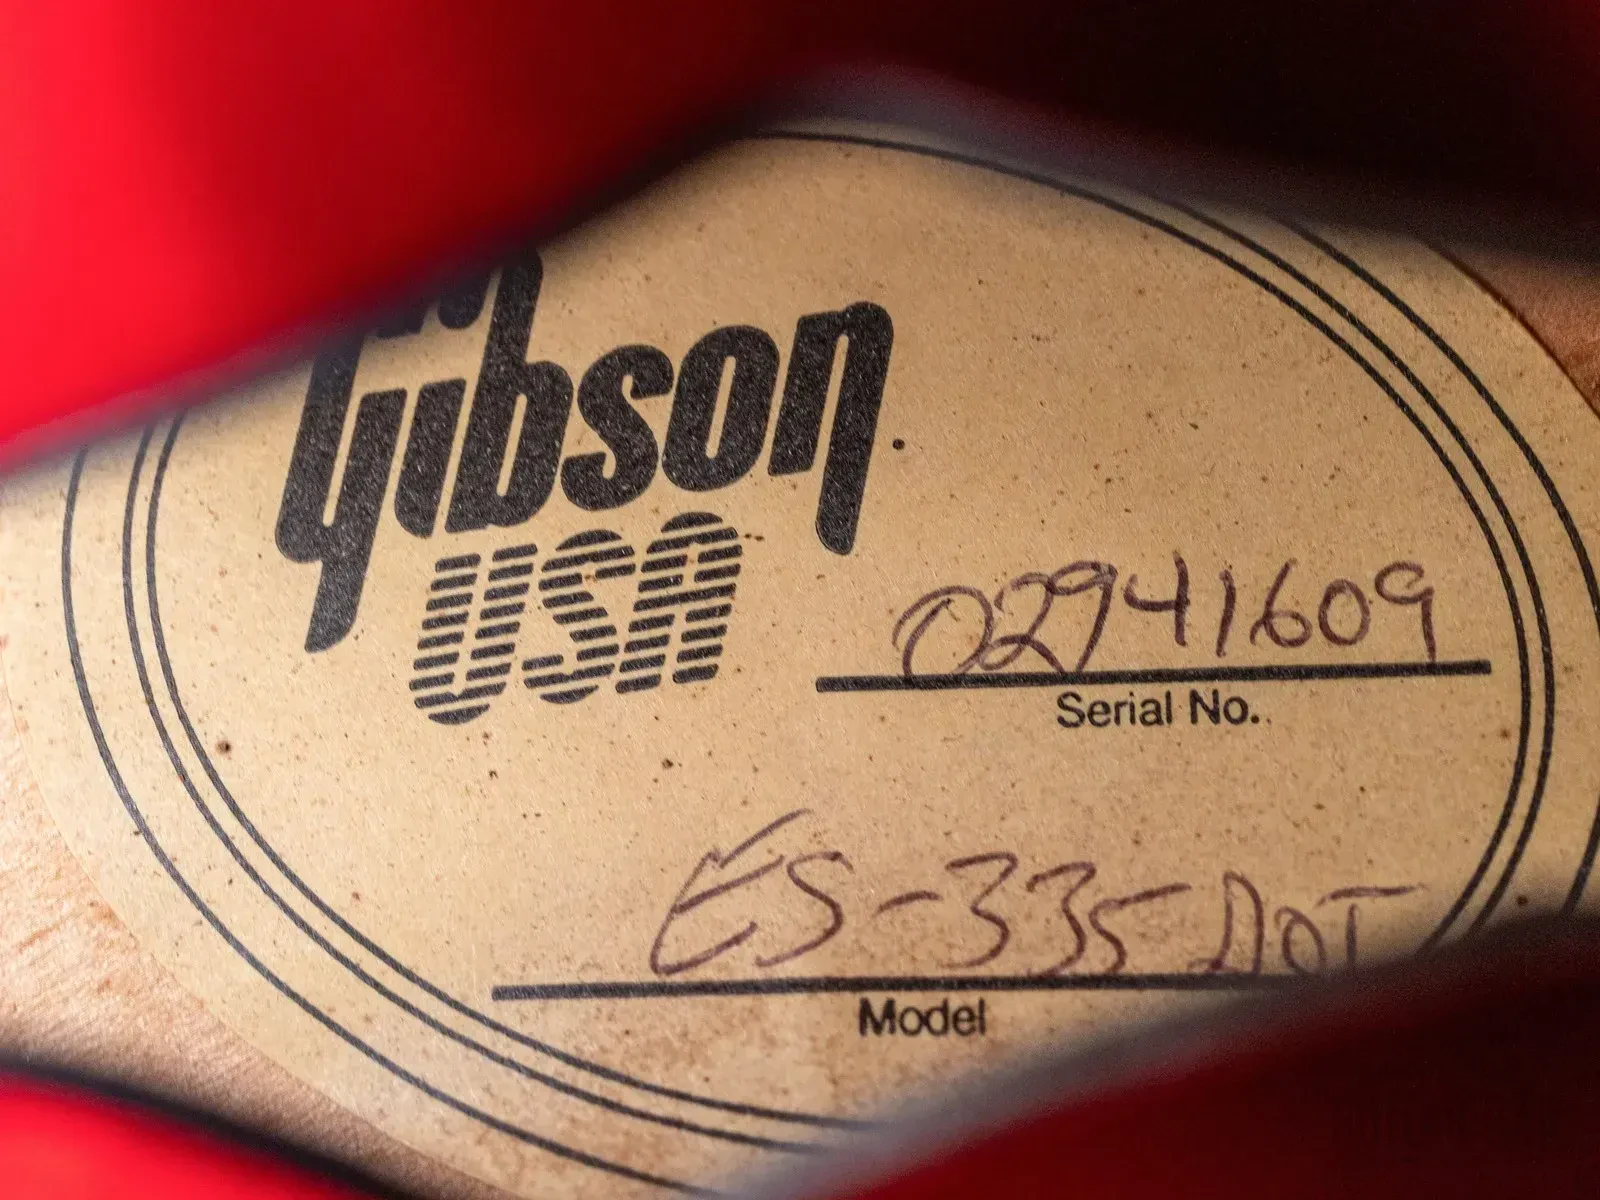 Gibson
USA
02941609
Serial No.
ES-335 DOT
Model